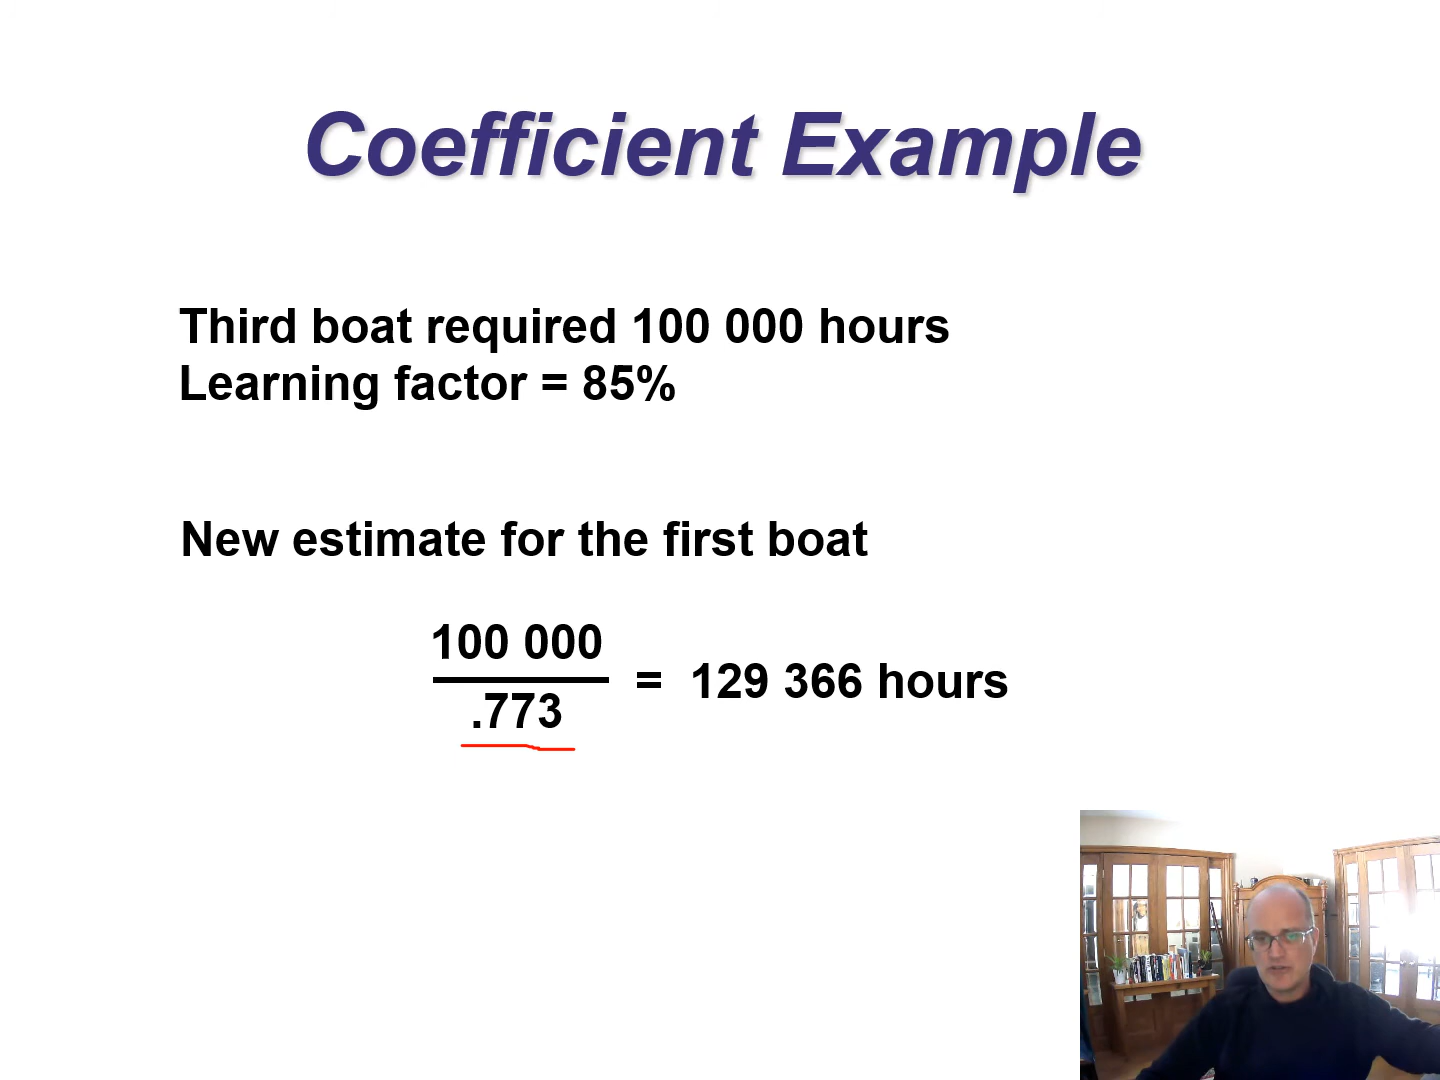 Coefficient Example
Third boat required 100 000 hours
Learning factor = 85%
New estimate for the first boat
100 000
.773
= 129 366 hours